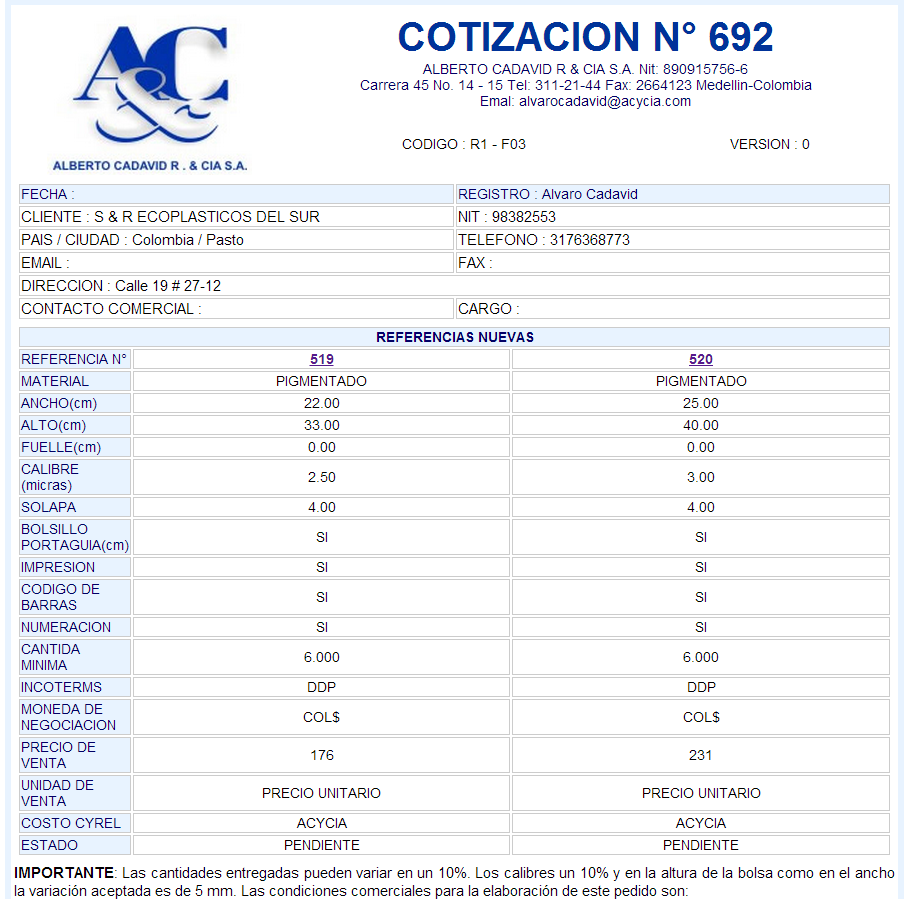 A&C
ALBERTO CADAVID R . & CIA S.A.
COTIZACION N° 692
ALBERTO CADAVID R & CIA S.A. Nit: 890915756-6
Carrera 45 No. 14 - 15 Tel: 311-21-44 Fax: 2664123 Medellin-Colombia
Emal: alvarocadavid@acycia.com
CODIGO : R1 - F03 VERSION : 0
FECHA : REGISTRO : Alvaro Cadavid
CLIENTE : S & R ECOPLASTICOS DEL SUR NIT : 98382553
PAIS / CIUDAD : Colombia / Pasto TELEFONO : 3176368773
EMAIL : FAX :
DIRECCION : Calle 19 # 27-12
CONTACTO COMERCIAL : CARGO :
REFERENCIAS NUEVAS
REFERENCIA N° 519 520
MATERIAL PIGMENTADO PIGMENTADO
ANCHO(cm) 22.00 25.00
ALTO(cm) 33.00 40.00
FUELLE(cm) 0.00 0.00
CALIBRE
(micras) 2.50 3.00
SOLAPA 4.00 4.00
BOLSILLO
PORTAGUIA(cm) SI SI
IMPRESION SI SI
CODIGO DE
BARRAS SI SI
NUMERACION SI SI
CANTIDA
MINIMA 6.000 6.000
INCOTERMS DDP DDP
MONEDA DE
NEGOCIACION COL$ COL$
PRECIO DE
VENTA 176 231
UNIDAD DE
VENTA PRECIO UNITARIO PRECIO UNITARIO
COSTO CYREL ACYCIA ACYCIA
ESTADO PENDIENTE PENDIENTE
IMPORTANTE: Las cantidades entregadas pueden variar en un 10%. Los calibres un 10% y en la altura de la bolsa como en el ancho
la variación aceptada es de 5 mm. Las condiciones comerciales para la elaboración de este pedido son: